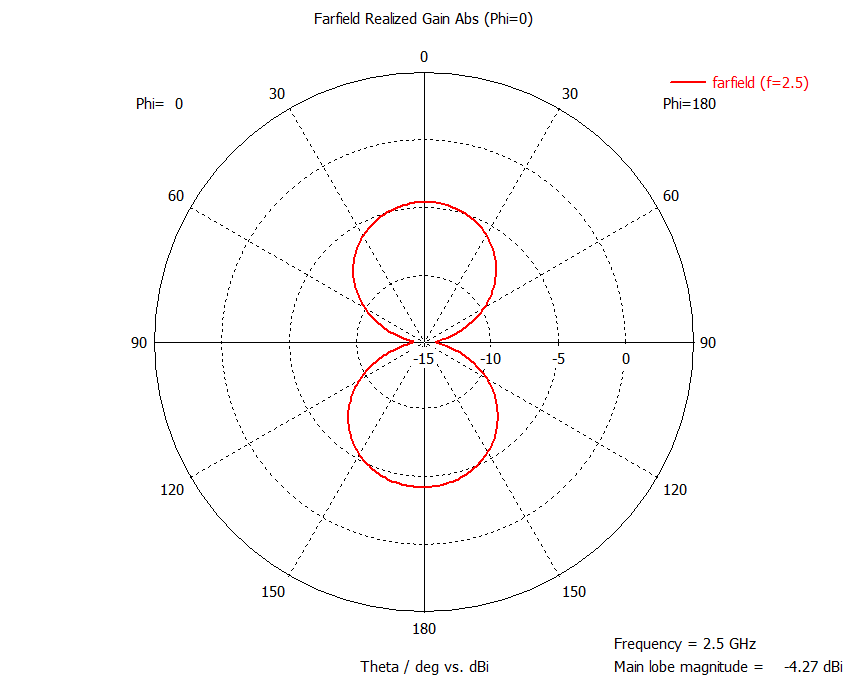 Farfield Realized Gain Abs (Phi=0)
0
farfield (f=2.5)
30
30
Phi= 0
Phi=180
60
60
90
90
-15
-10
-5
0
120
120
150
150
180
Frequency = 2.5 GHz
Theta / deg vs. dBi
Main lobe magnitude = -4.27 dBi